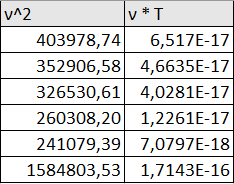 v^2 v * T
403978,74 6,517E-17
352906,58 4,6635E-17
326530,61 4,0281E-17
260308,20 1,2261E-17
241079,39 7,0797E-18
1584803,53 1,7143E-16